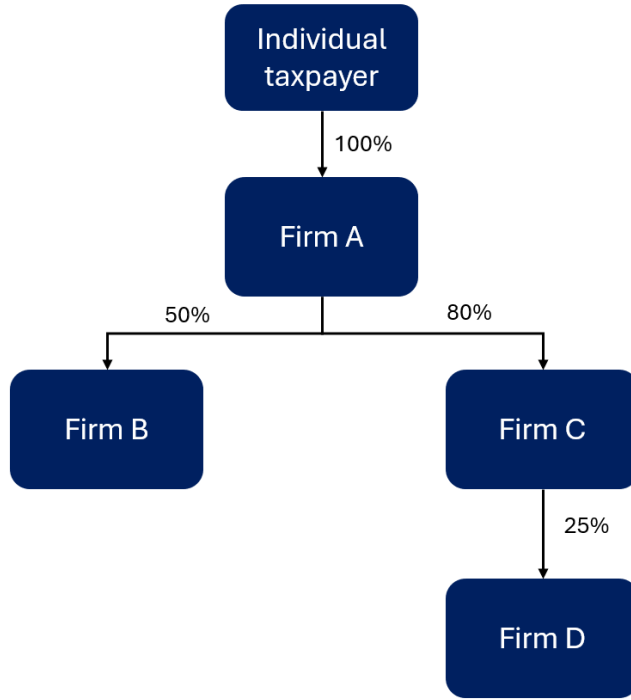 Individual
taxpayer
100%
Firm A
50%
80%
Firm B
Firm C
25%
Firm D